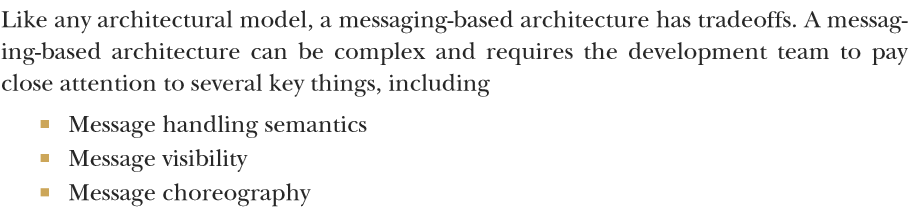 Like any architectural model, a messaging-based architecture has tradeoffs. A messag-
ing-based architecture can be complex and requires the development team to pay
close attention to several key things, including
■ Message handling semantics
■ Message visibility
■ Message choreography